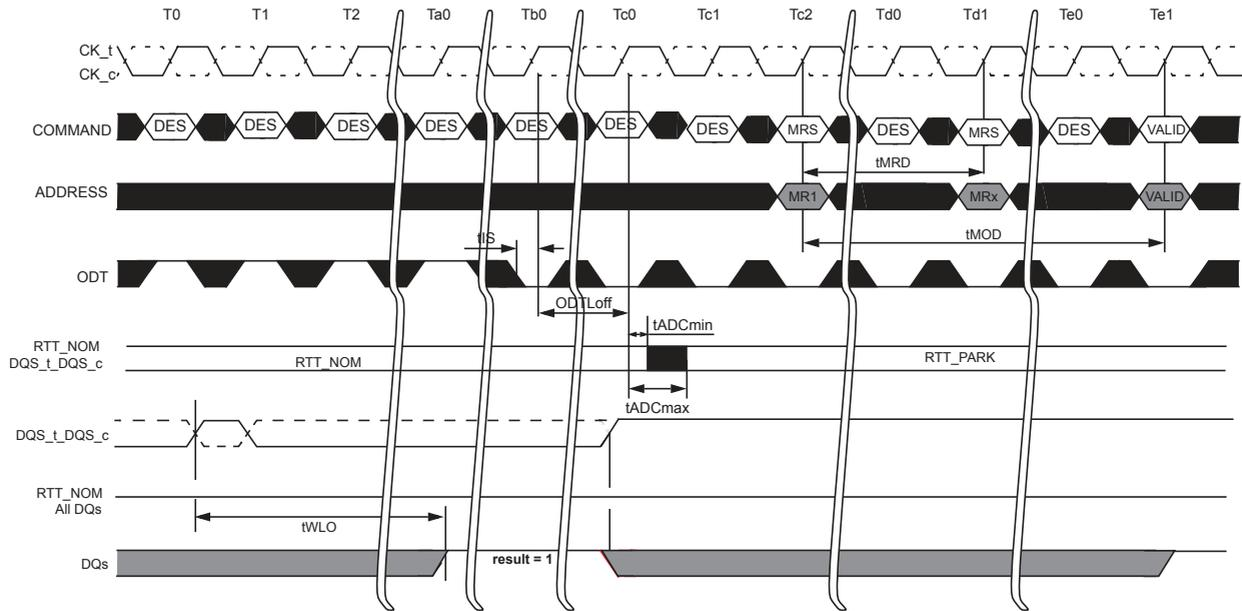 T0 T1 T2 Ta0 Tb0 Tc0 Tc1 Tc2 Td0 Td1 Te0 Te1
CK_t
CK_c
COMMAND DES DES DES DES DES DES DES MRS DES MRS DES VALID
tMRD
ADDRESS MR1 MRx VALID
tIS tMOD
ODT
ODTLoff
tADCmin
RTT_NOM
DQS_t_DQS_c RTT_NOM RTT_PARK
tADCmax
DQS_t_DQS_c
RTT_NOM
All DQs
tWLO
DQs result = 1